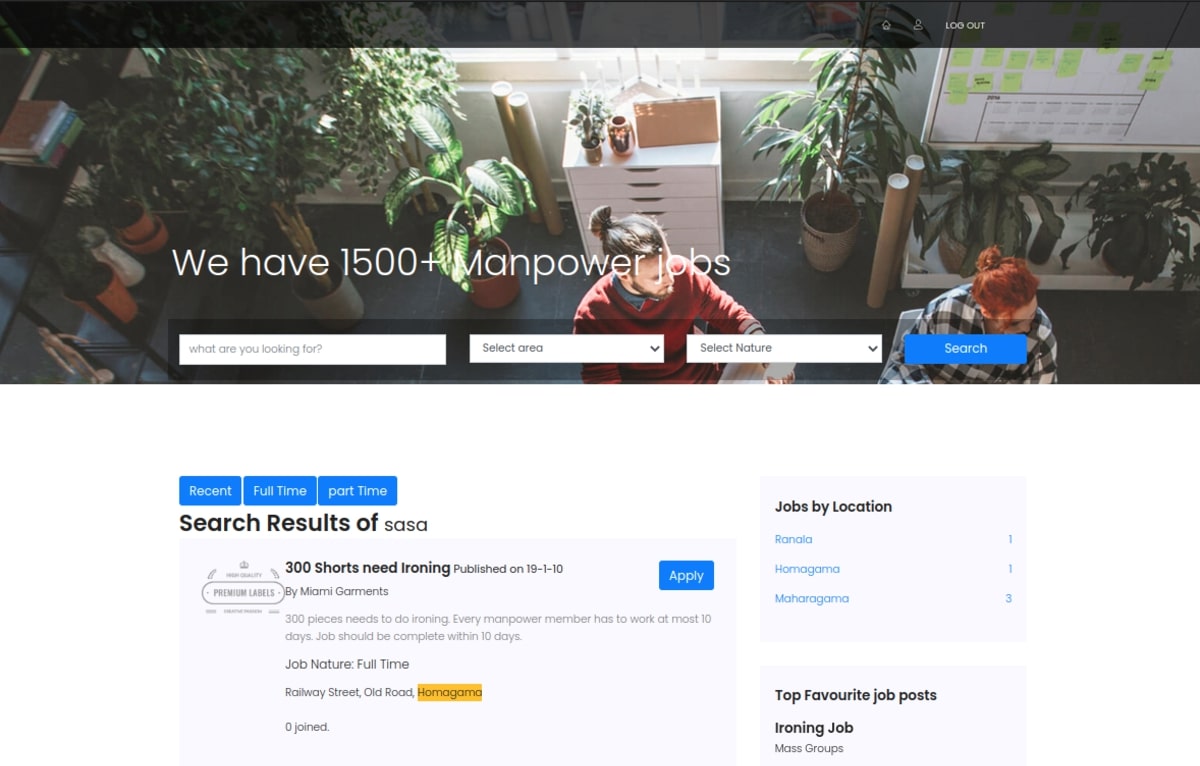 LOG OUT
2016
We have 1500+ Manpower jobs
what are you looking for?
Select area
Select Nature
Search
Recent
Full Time
part Time
Search Results of sasa
HIGH QUALITY
PREMIUM LABELS
300 Shorts need Ironing Published on 19-1-10
Apply
By Miami Garments
300 pieces needs to do ironing. Every manpower member has to work at most 10
days. Job should be complete within 10 days.
Job Nature: Full Time
Railway Street, Old Road, Homagama
0 joined.
Jobs by Location
Ranala 1
Homagama 1
Maharagama 3
Top Favourite job posts
Ironing Job
Mass Groups